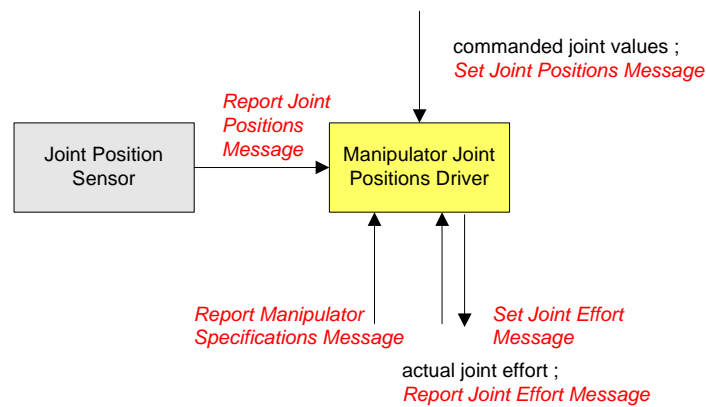 commanded joint values ;
Set Joint Positions Message
Report Joint
Positions
Message
Joint Position
Sensor
Manipulator Joint
Positions Driver
Report Manipulator
Specifications Message
Set Joint Effort
Message
actual joint effort ;
Report Joint Effort Message